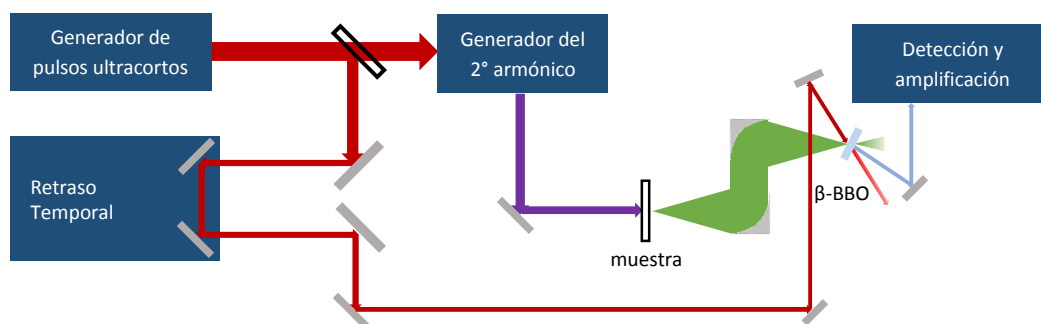 Generador de
pulsos ultracortos
Generador del
2° armónico
Detección y
amplificación
Retraso
Temporal
β-BBO
muestra